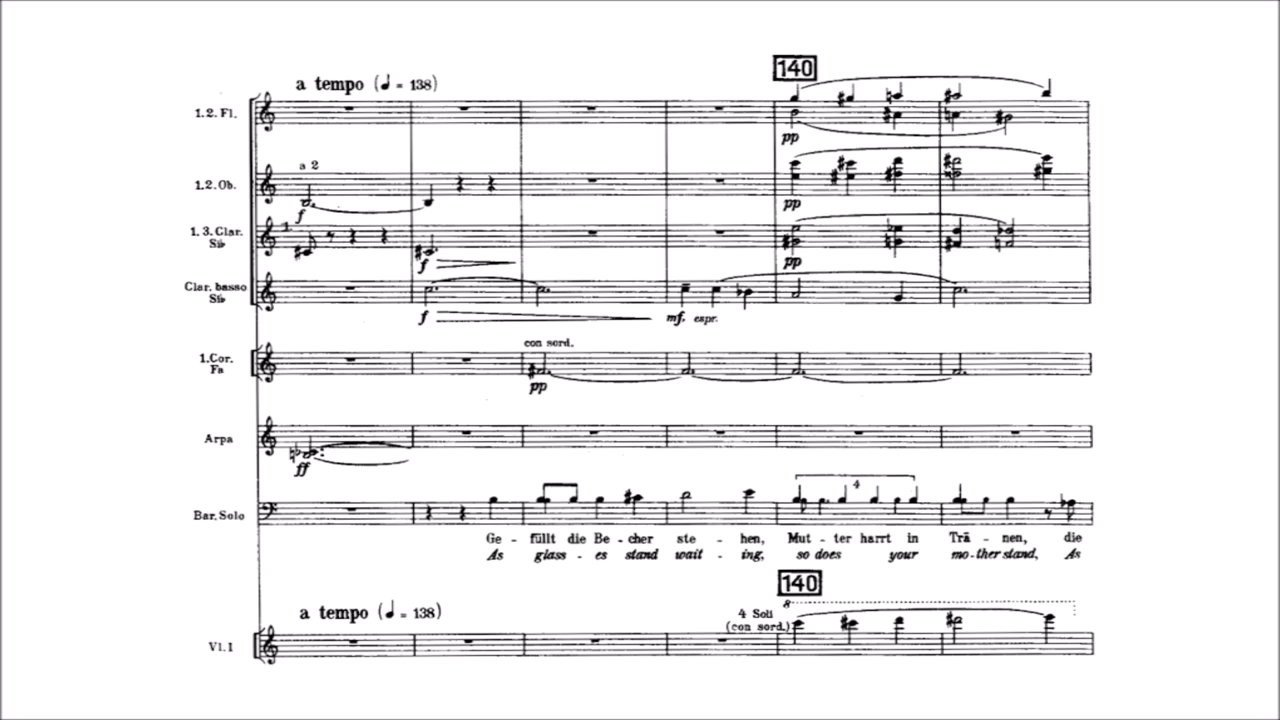 140
a tempo (♩ = 138)
1.2. Fl.
pp
a 2
1.2. Ob.
f
pp
1.
1. 3. Clar.
Si♭
f
pp
Clar. basso
Si♭
f
mf, espr.
con sord.
1.Cor.
Fa
pp
Arpa
ff
4
Bar. Solo
Ge - füllt die Be - cher ste - hen, Mut - ter harrt in Trä - nen, die
As glass - es stand wait - ing, so does your mo-ther stand, As
140
a tempo (♩ = 138)
8
4 Soli
(con sord.)
Vl. I